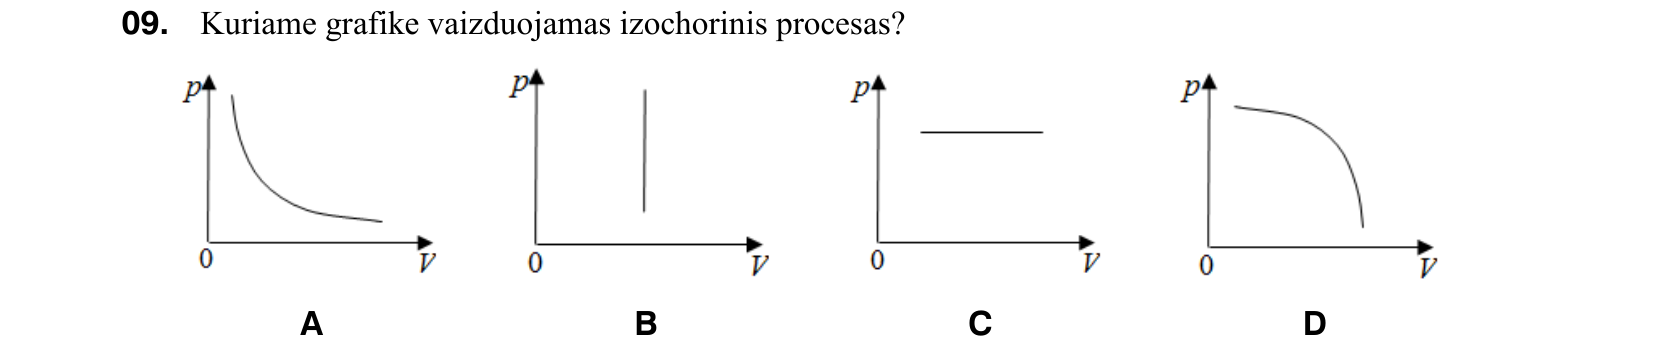 09. Kuriame grafike vaizduojamas izochorinis procesas?
p p p p
0 V 0 V 0 V 0 V
A B C D